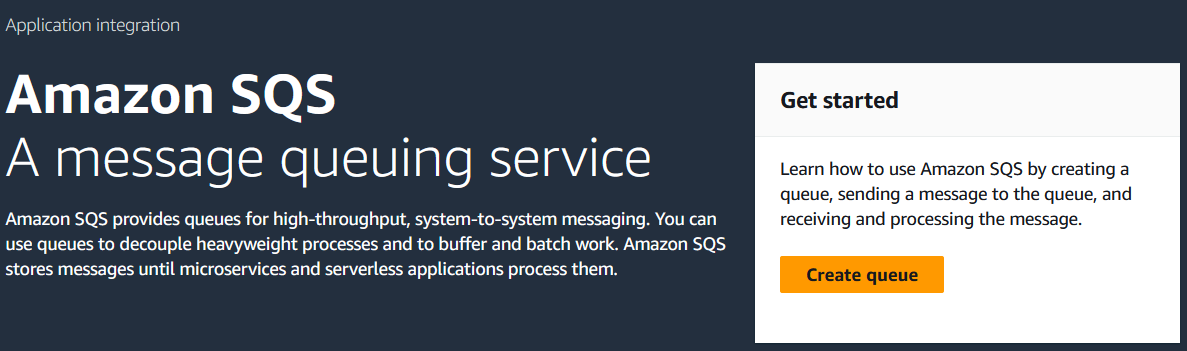 Application integration
Amazon SQS
A message queuing service
Amazon SQS provides queues for high-throughput, system-to-system messaging. You can
use queues to decouple heavyweight processes and to buffer and batch work. Amazon SQS
stores messages until microservices and serverless applications process them.
Get started
Learn how to use Amazon SQS by creating a
queue, sending a message to the queue, and
receiving and processing the message.
Create queue